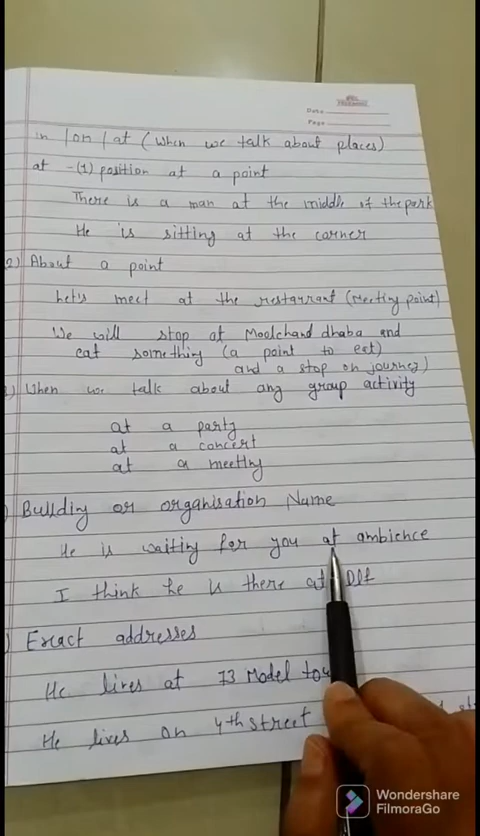 Date
Page
in / on / at ( when we talk about places)
at - (1) position at a point
There is a man at the middle of the park
He is sitting at the corner
2) About a point
Let's meet at the restarrant (Meeting point)
We will stop at Moolchand dhaba and
eat something (a point to eat)
and a stop on journey)
) When we talk about any group activity
at a party
at a concert
at a meeting
) Building or organisation Name
He is waiting for you at ambience
I think he is there at Dlf
) Exact addresses
He lives at 73 Model tow
He lives on 4th street
Wondershare
FilmoraGo